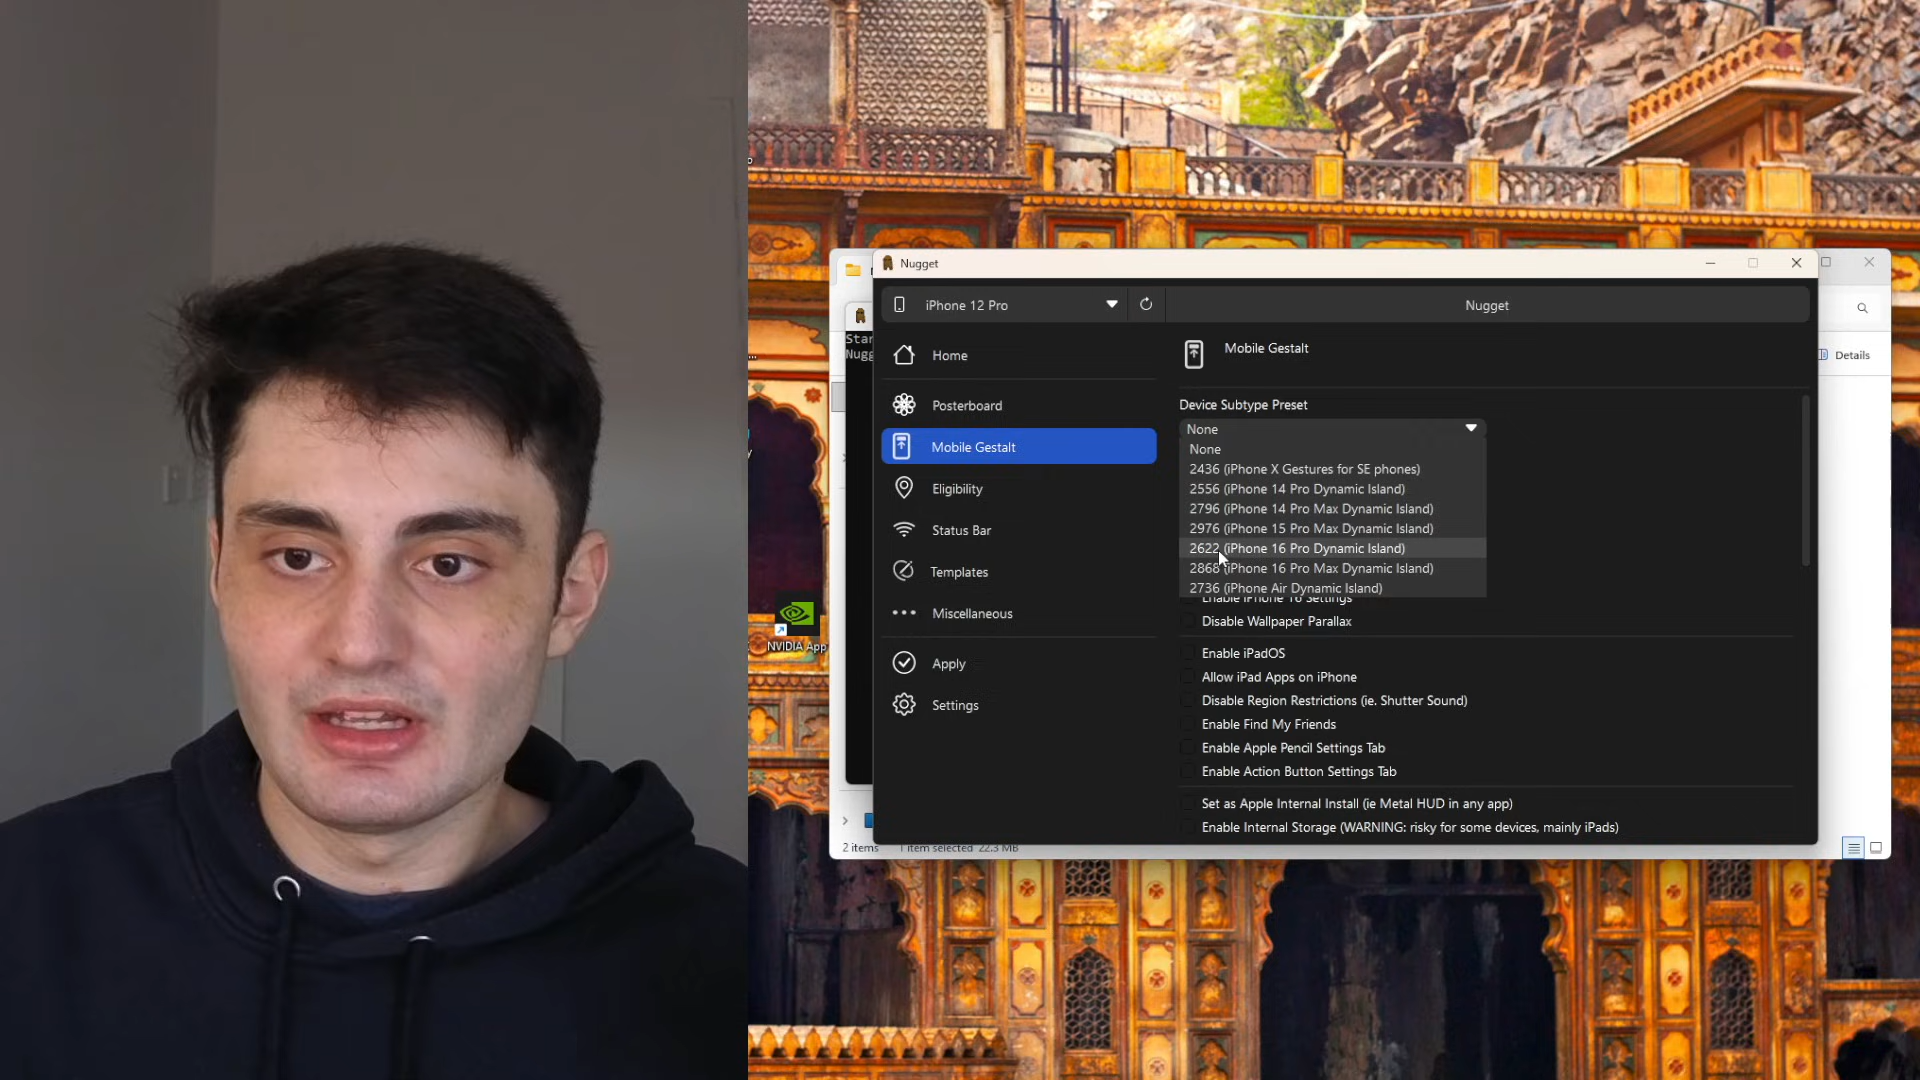 Nugget
iPhone 12 Pro
Nugget
Star
Nugg
Details
Home
Posterboard
Mobile Gestalt
Eligibility
Status Bar
Templates
Miscellaneous
Apply
Settings
Mobile Gestalt
Device Subtype Preset
None
None
2436 (iPhone X Gestures for SE phones)
2556 (iPhone 14 Pro Dynamic Island)
2796 (iPhone 14 Pro Max Dynamic Island)
2976 (iPhone 15 Pro Max Dynamic Island)
2622 (iPhone 16 Pro Dynamic Island)
2868 (iPhone 16 Pro Max Dynamic Island)
2736 (iPhone Air Dynamic Island)
Enable iPhone 16 Settings
Disable Wallpaper Parallax
Enable iPadOS
Allow iPad Apps on iPhone
Disable Region Restrictions (ie. Shutter Sound)
Enable Find My Friends
Enable Apple Pencil Settings Tab
Enable Action Button Settings Tab
Set as Apple Internal Install (ie Metal HUD in any app)
Enable Internal Storage (WARNING: risky for some devices, mainly iPads)
NVIDIA App
2 items
1 item selected 22.3 MB